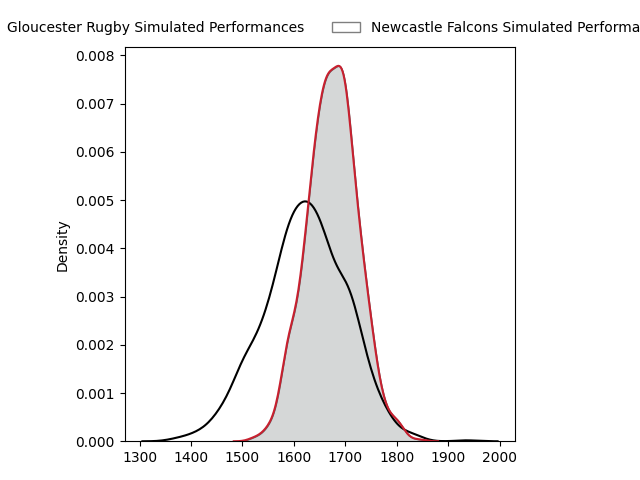 Gloucester Rugby Simulated Performances
Newcastle Falcons Simulated Performa
0.008
0.007
0.006
0.005
0.004
0.003
0.002
0.001
0.000
Density
1300 1400 1500 1600 1700 1800 1900 2000